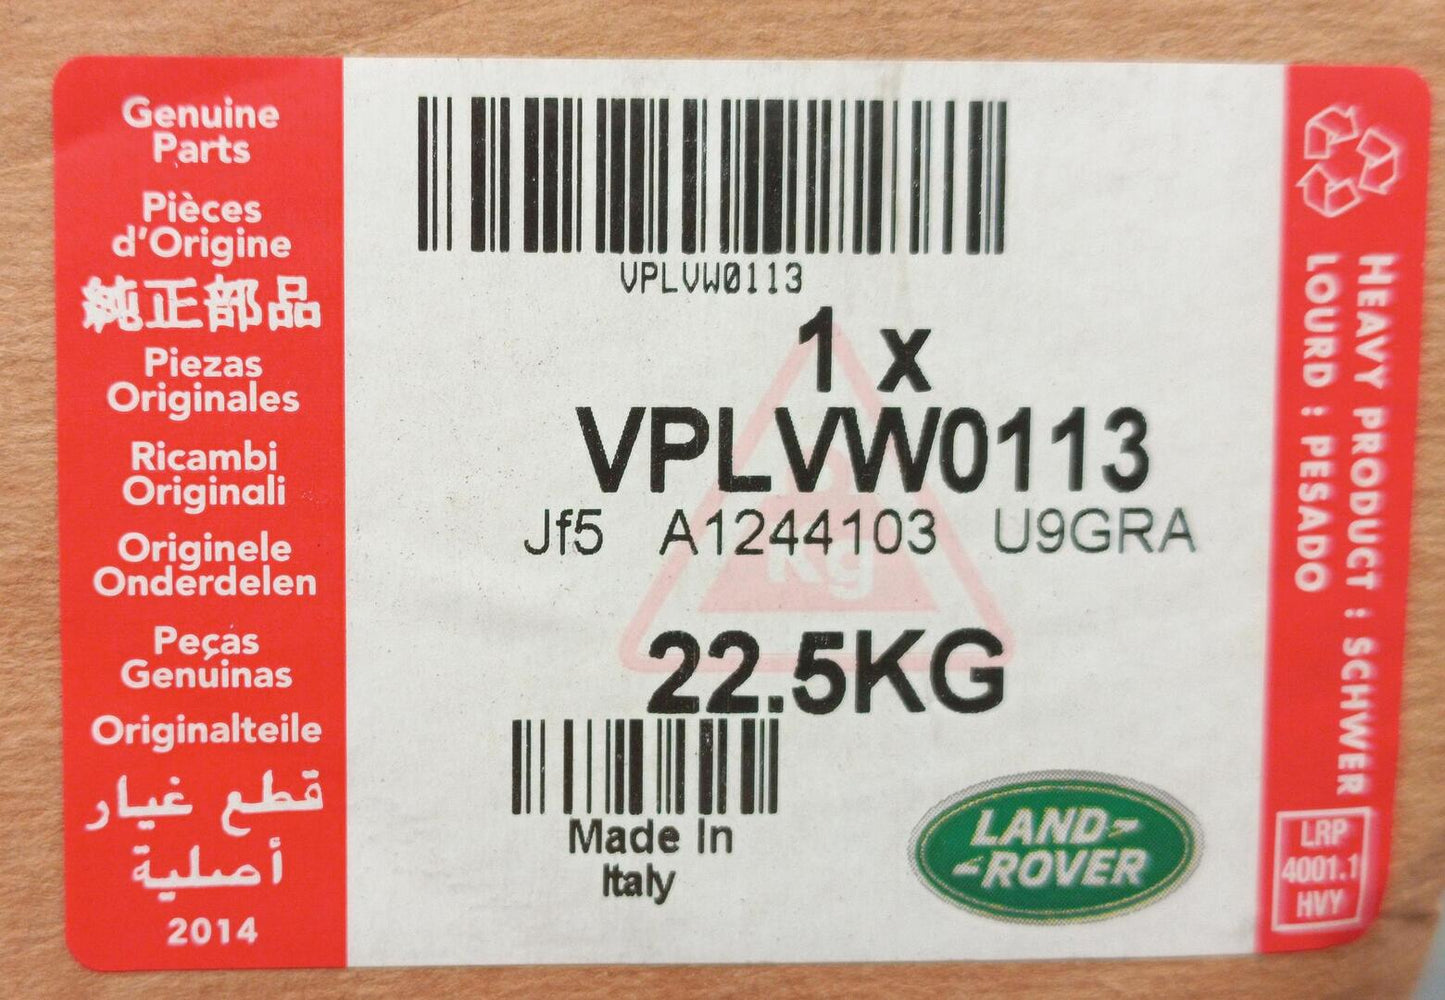 Genuine
Parts
Pièces
d'Origine
純正部品
Piezas
Originales
Ricambi
Originali
Originele
Onderdelen
Peças
Genuínas
Originalteile
قطع غيار
أصلية
2014
VPLVW0113
1 x
VPLVW0113
Jf5 A1244103 U9GRA
Kg
22.5KG
Made In
Italy
LAND-
-ROVER
HEAVY PRODUCT : SCHWER
LOURD : PESADO
LRP
4001.1
HVY